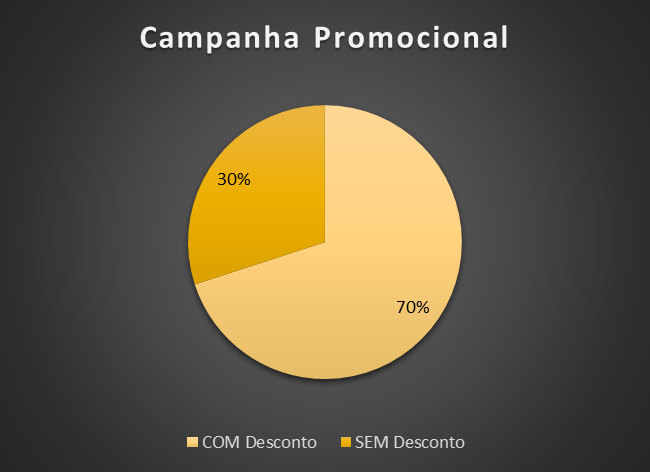 Campanha Promocional
30%
70%
COM Desconto SEM Desconto